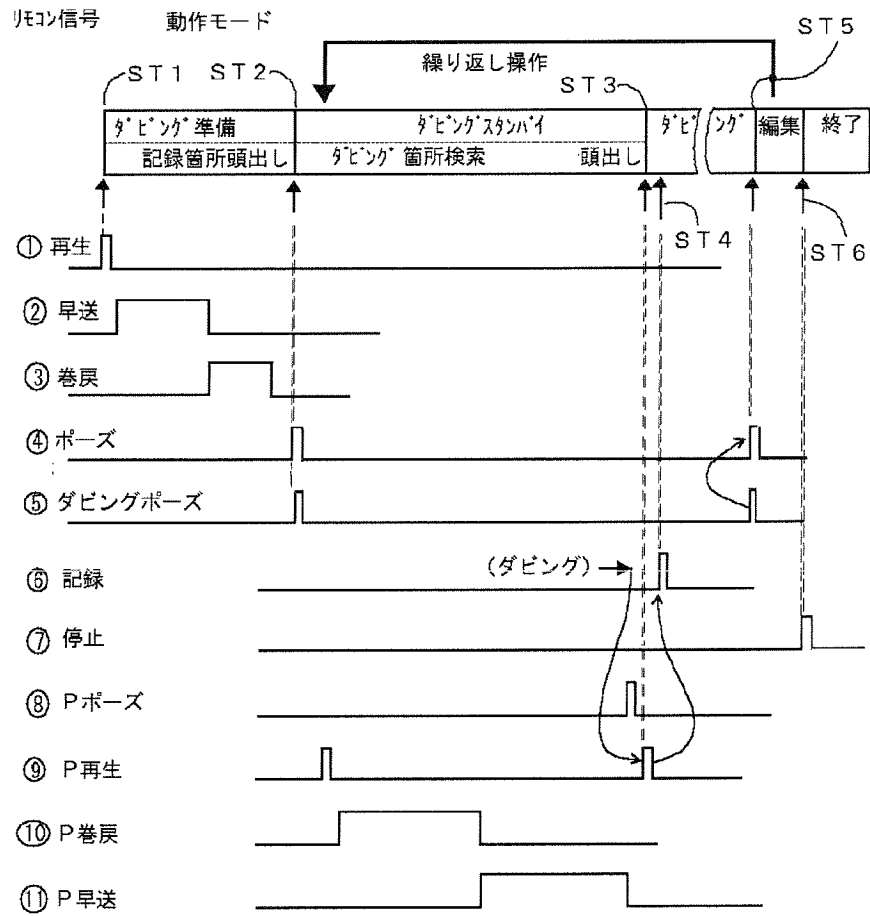 ﾘﾓｺﾝ信号 動作モード
ST5
繰り返し操作
ST1 ST2 ST3
ﾀﾞﾋﾞﾝｸﾞ準備 ﾀﾞﾋﾞﾝｸﾞｽﾀﾝﾊﾞｲ ﾀﾞﾋﾞﾝｸﾞ 編集 終了
記録箇所頭出し ﾀﾞﾋﾞﾝｸﾞ箇所検索 頭出し
ST4 ST6
①再生
②早送
③巻戻
④ポーズ
⑤ダビングポーズ
⑥記録 (ダビング)
⑦停止
⑧Pポーズ
⑨P再生
⑩P巻戻
⑪P早送